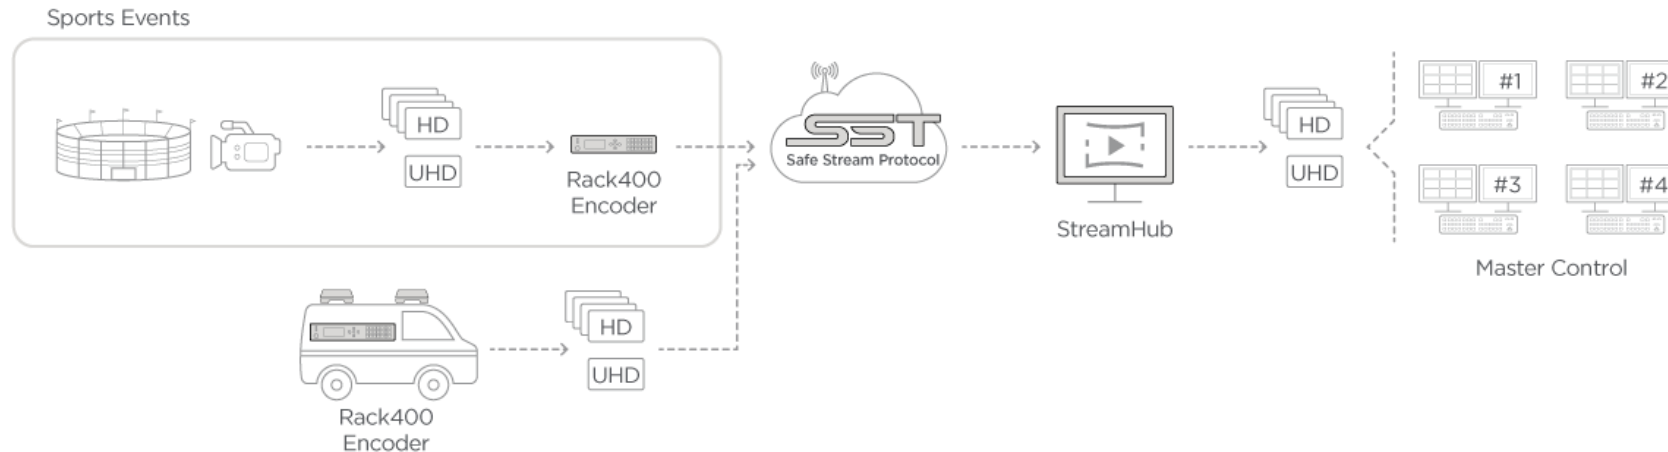 Sports Events
HD
UHD
Rack400
Encoder
SST
Safe Stream Protocol
StreamHub
HD
UHD
#1
#2
#3
#4
Master Control
HD
UHD
Rack400
Encoder